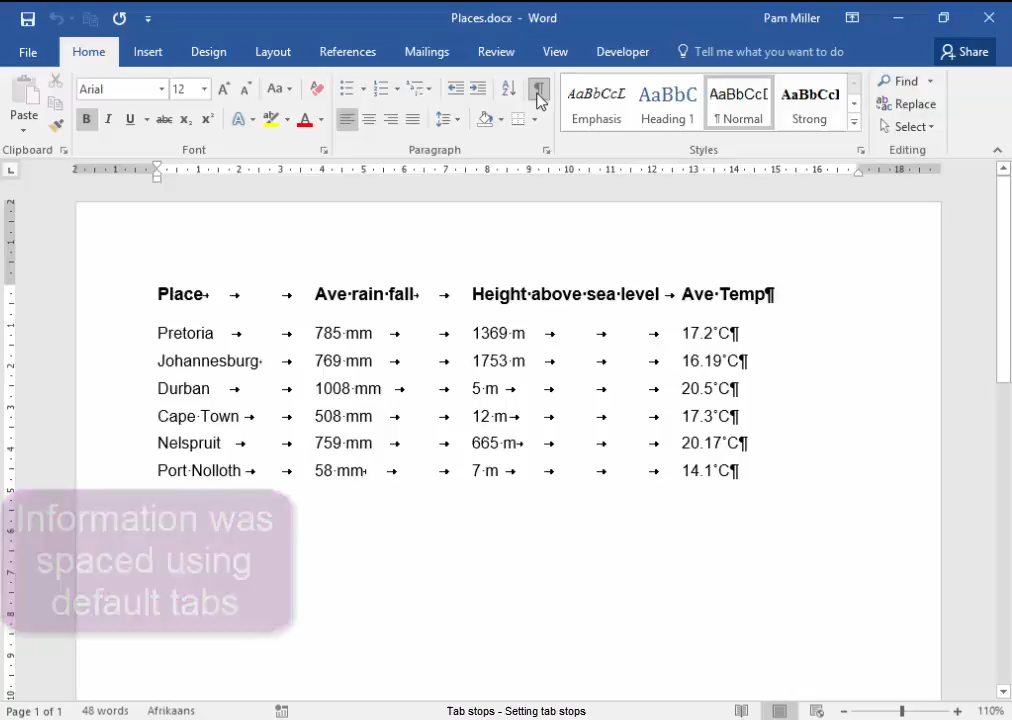 Places.docx - Word
Pam Miller
File Home Insert Design Layout References Mailings Review View Developer Tell me what you want to do Share
Paste
Clipboard
Arial 12
Font
Paragraph
AaBbCcL Emphasis
AaBbC Heading 1
AaBbCcD ¶ Normal
AaBbCcl Strong
Styles
Find
Replace
Select
Editing
Place Ave·rain·fall Height·above·sea·level Ave·Temp¶
Pretoria 785·mm 1369·m 17.2˚C¶
Johannesburg 769·mm 1753·m 16.19˚C¶
Durban 1008·mm 5·m 20.5˚C¶
Cape·Town 508·mm 12·m 17.3˚C¶
Nelspruit 759·mm 665·m 20.17˚C¶
Port·Nolloth 58·mm 7·m 14.1˚C¶
Information was
spaced using
default tabs
Page 1 of 1 48 words Afrikaans Tab stops - Setting tab stops 110%